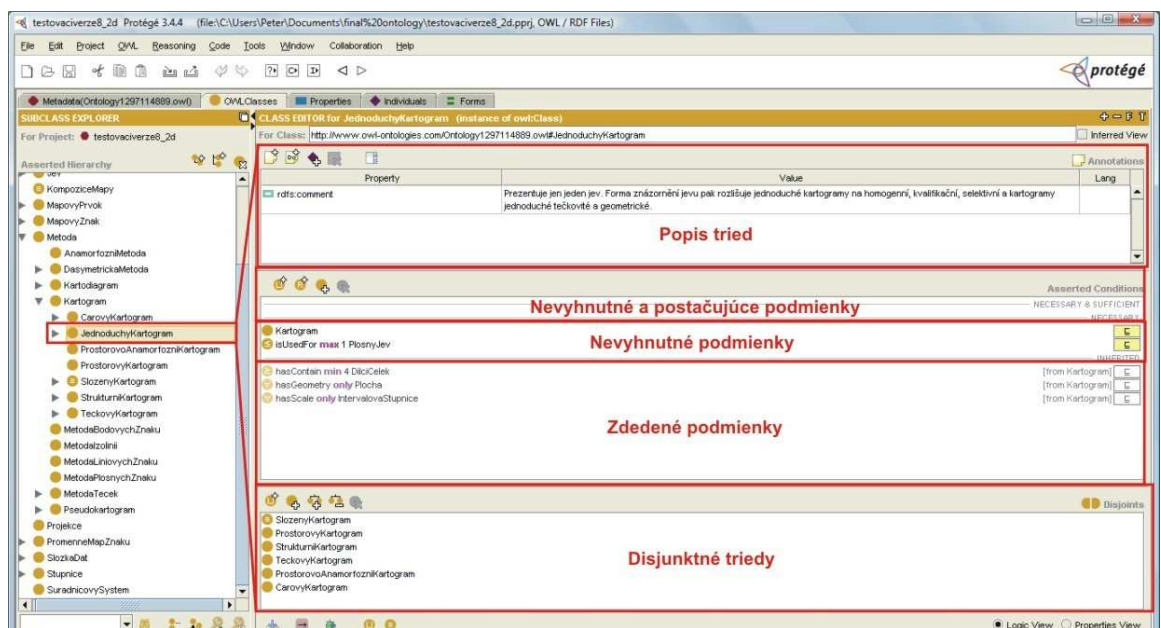 testovaciverze8_2d Protégé 3.4.4 (file:\C:\Users\Peter\Documents\final%20ontology\testovaciverze8_2d.pprj, OWL / RDF Files)
File Edit Project OWL Reasoning Code Tools Window Collaboration Help
protégé
Metadata(Ontology1297114889.owl) OWLClasses Properties Individuals Forms
SUBCLASS EXPLORER
For Project: testovaciverze8_2d
Asserted Hierarchy
Jev
KompoziceMapy
MapovyPrvok
MapovyZnak
Metoda
AnamorfozniMetoda
DasymetrickaMetoda
Kartodiagram
Kartogram
CarovyKartogram
JednoduchyKartogram
ProstorovoAnamorfozniKartogram
ProstorovyKartogram
SlozenyKartogram
StrukturniKartogram
TeckovyKartogram
MetodaBodovychZnaku
MetodaIzolinii
MetodaLiniovychZnaku
MetodaPlosnychZnaku
MetodaTecek
Pseudokartogram
Projekce
PromenneMapZnaku
SlozkaDat
Stupnice
SuradnicovySystem
CLASS EDITOR for JednoduchyKartogram (instance of owl:Class)
For Class: http://www.owl-ontologies.com/Ontology1297114889.owl#JednoduchyKartogram
Inferred View
Annotations
Property Value Lang
rdfs:comment Prezentuje jen jeden jev. Forma znázornění jevu pak rozlišuje jednoduché kartogramy na homogenní, kvalifikační, selektivní a kartogramy
jednoduché tečkovité a geometrické.
Popis tried
Asserted Conditions
NECESSARY & SUFFICIENT
Nevyhnutné a postačujúce podmienky
NECESSARY
Kartogram
isUsedFor max 1 PlosnyJev
Nevyhnutné podmienky
INHERITED
hasContain min 4 DilciCelek [from Kartogram]
hasGeometry only Plocha [from Kartogram]
hasScale only IntervalovaStupnice [from Kartogram]
Zdedené podmienky
Disjoints
SlozenyKartogram
ProstorovyKartogram
StrukturniKartogram
TeckovyKartogram
ProstorovoAnamorfozniKartogram
CarovyKartogram
Disjunktné triedy
Logic View Properties View